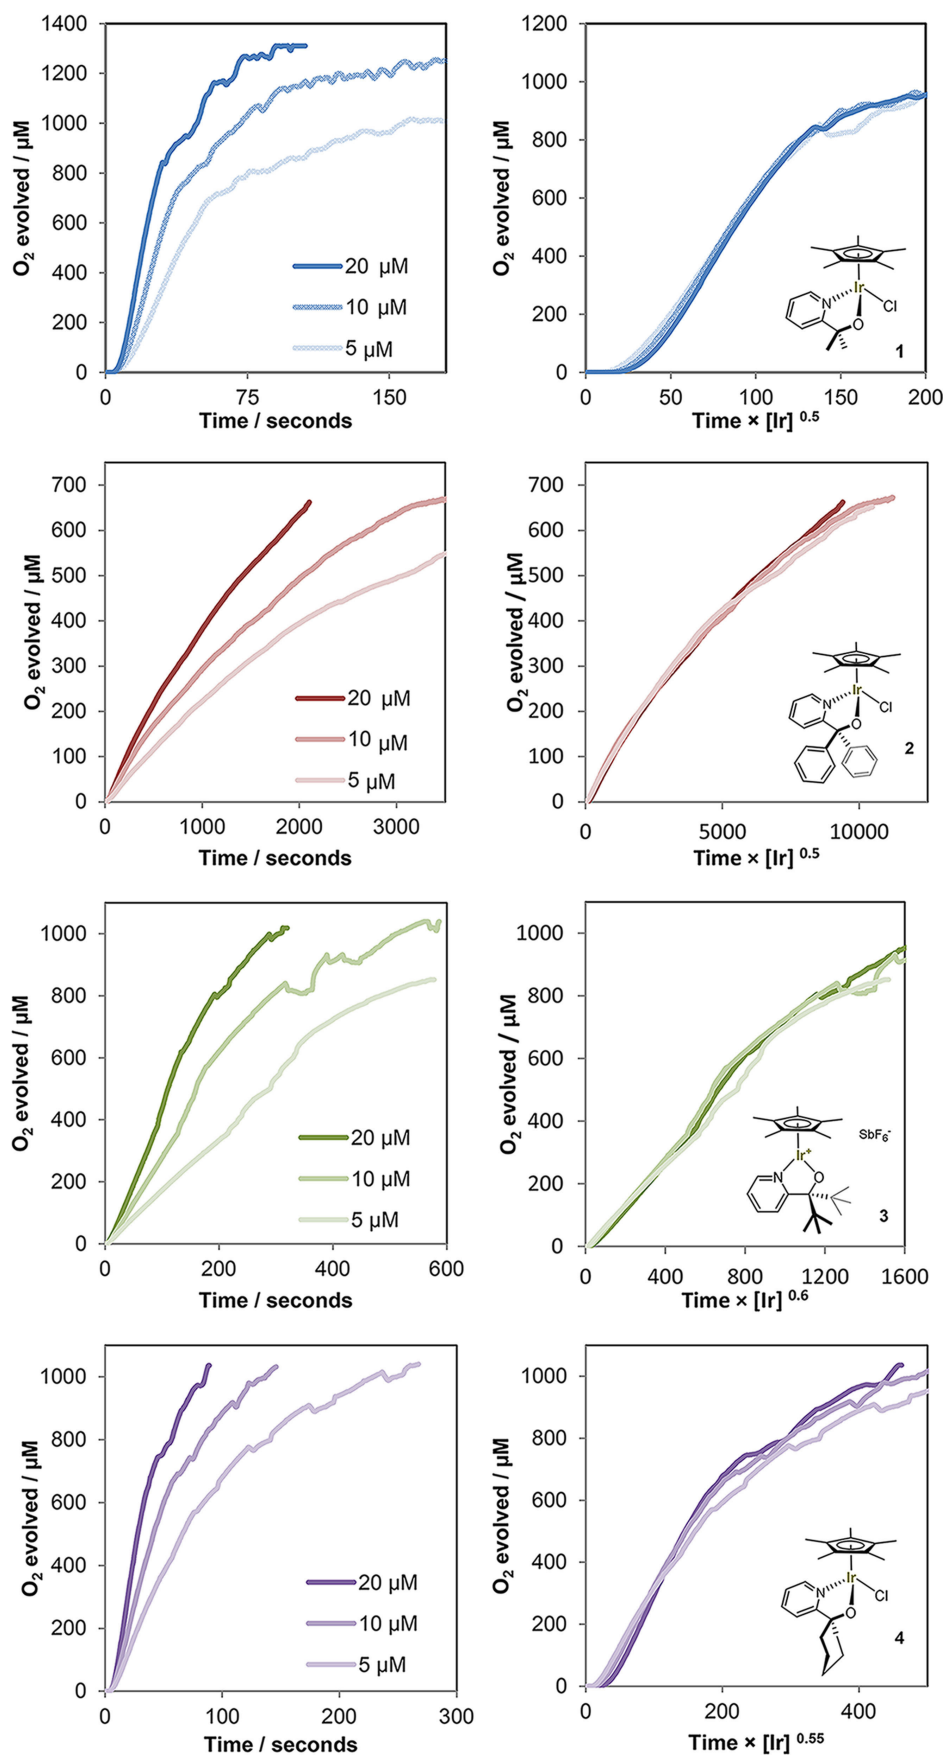 1400
1200
1000
800
600
400
200
0
O2 evolved / µM
20 µM
10 µM
5 µM
0 75 150
Time / seconds
1200
1000
800
600
400
200
0
O2 evolved / µM
Ir
N
Cl
O
1
0 50 100 150 200
Time × [Ir] 0.5
700
600
500
400
300
200
100
0
O2 evolved / µM
20 µM
10 µM
5 µM
0 1000 2000 3000
Time / seconds
700
600
500
400
300
200
100
0
O2 evolved / µM
Ir
N
Cl
O
2
0 5000 10000
Time × [Ir] 0.5
1000
800
600
400
200
0
O2 evolved / µM
20 µM
10 µM
5 µM
0 200 400 600
Time / seconds
1000
800
600
400
200
0
O2 evolved / µM
SbF6-
Ir+
N
O
3
0 400 800 1200 1600
Time × [Ir] 0.6
1000
800
600
400
200
0
O2 evolved / µM
20 µM
10 µM
5 µM
0 100 200 300
Time / seconds
1000
800
600
400
200
0
O2 evolved / µM
Ir
N
Cl
O
4
0 200 400
Time × [Ir] 0.55